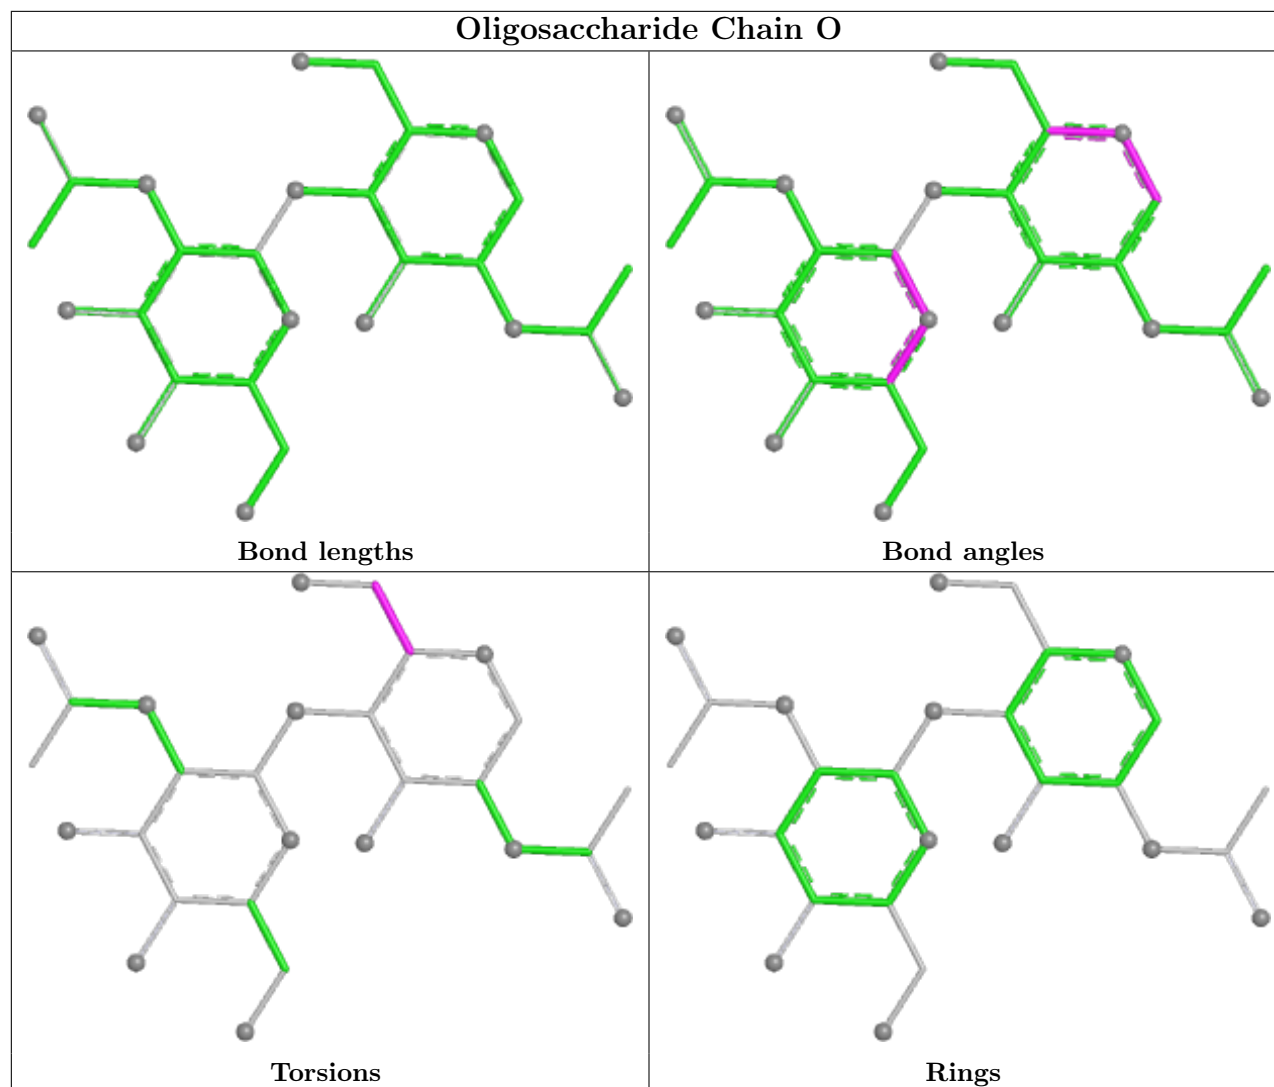 Oligosaccharide Chain O
Bond lengths
Bond angles
Torsions
Rings